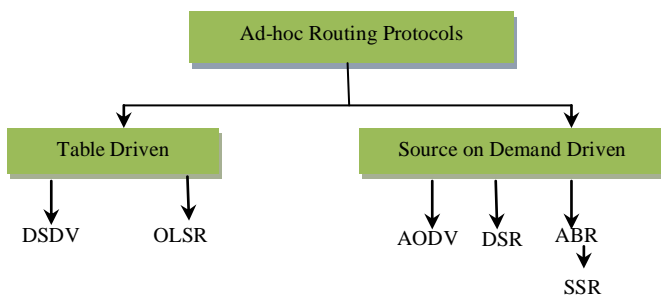 Ad-hoc Routing Protocols
Table Driven
Source on Demand Driven
DSDV
OLSR
AODV
DSR
ABR
SSR